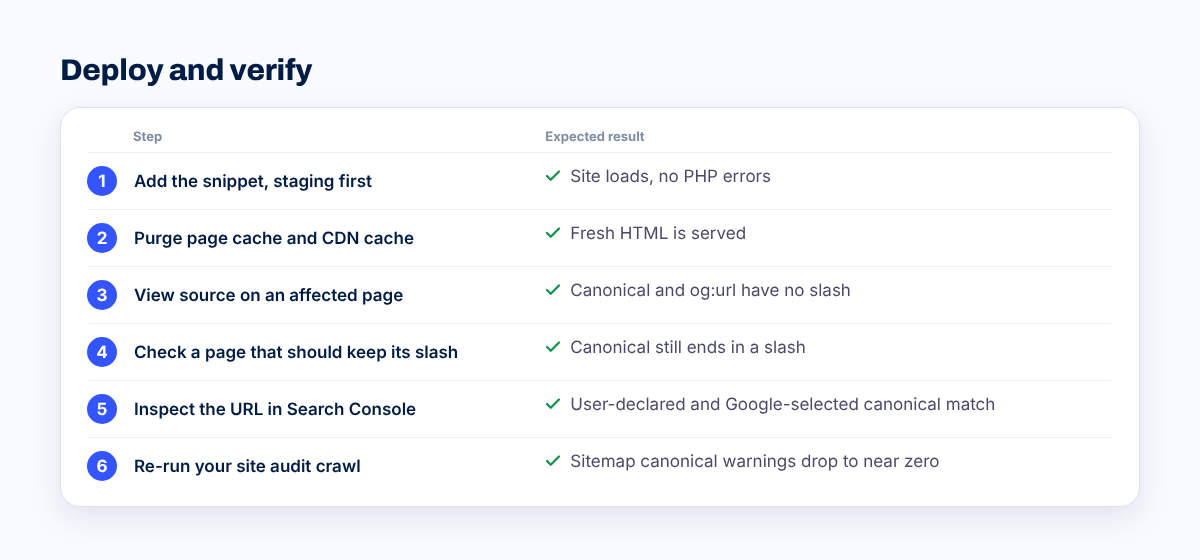 Deploy and verify
Step Expected result
1 Add the snippet, staging first Site loads, no PHP errors
2 Purge page cache and CDN cache Fresh HTML is served
3 View source on an affected page Canonical and og:url have no slash
4 Check a page that should keep its slash Canonical still ends in a slash
5 Inspect the URL in Search Console User-declared and Google-selected canonical match
6 Re-run your site audit crawl Sitemap canonical warnings drop to near zero